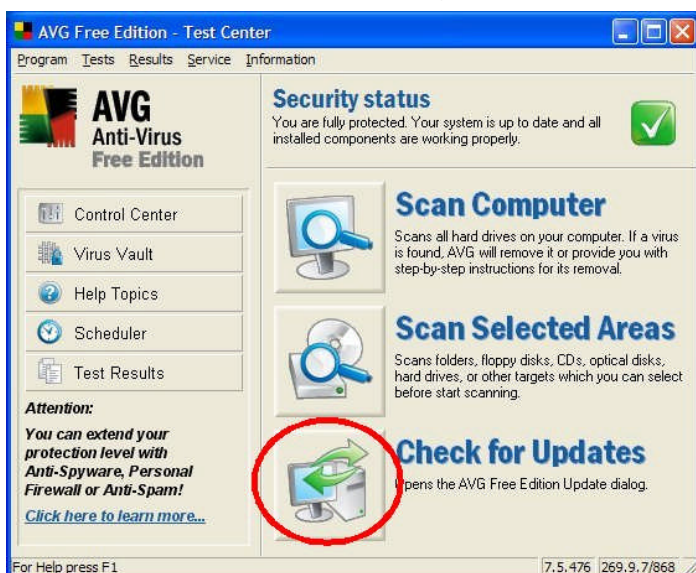 AVG Free Edition - Test Center
Program Tests Results Service Information
AVG
Anti-Virus
Free Edition
Control Center
Virus Vault
Help Topics
Scheduler
Test Results
Attention:
You can extend your
protection level with
Anti-Spyware, Personal
Firewall or Anti-Spam!
Click here to learn more...
Security status
You are fully protected. Your system is up to date and all
installed components are working properly.
Scan Computer
Scans all hard drives on your computer. If a virus
is found, AVG will remove it or provide you with
step-by-step instructions for its removal.
Scan Selected Areas
Scans folders, floppy disks, CDs, optical disks,
hard drives, or other targets which you can select
before start scanning.
Check for Updates
Opens the AVG Free Edition Update dialog.
For Help press F1
7.5.476 269.9.7/868